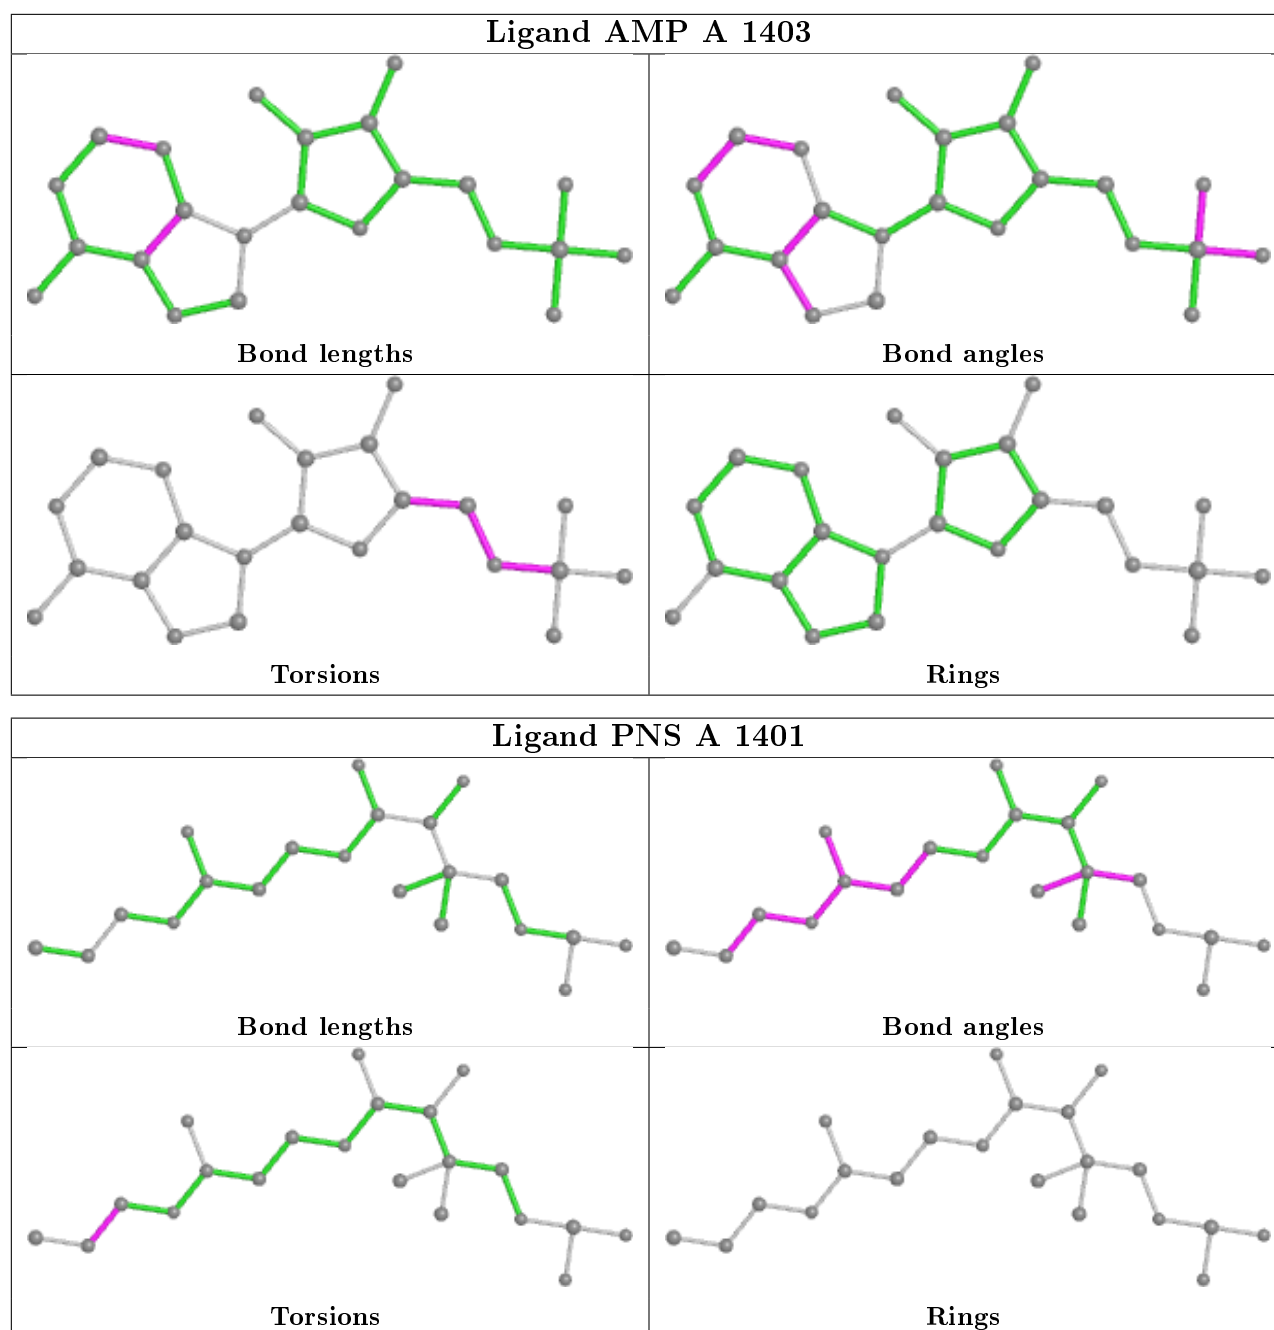 Ligand AMP A 1403
Bond lengths
Bond angles
Torsions
Rings
Ligand PNS A 1401
Bond lengths
Bond angles
Torsions
Rings